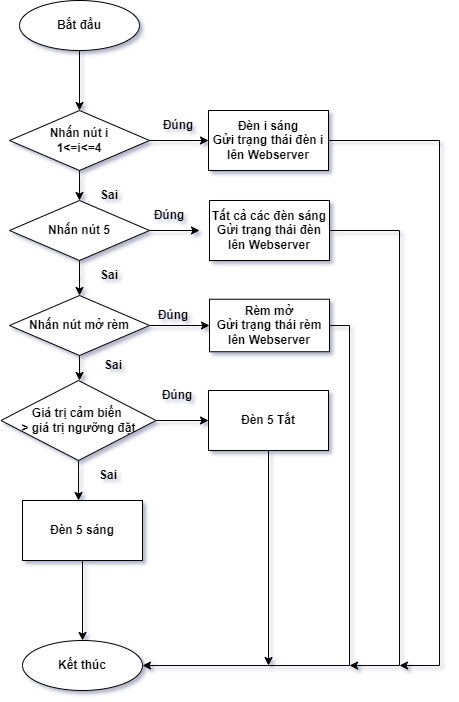 Bắt đầu
Nhấn nút i
1<=i<=4
Đúng
Đèn i sáng
Gửi trạng thái đèn i
lên Webserver
Sai
Nhấn nút 5
Đúng
Tất cả các đèn sáng
Gửi trạng thái đèn
lên Webserver
Sai
Nhấn nút mở rèm
Đúng
Rèm mở
Gửi trạng thái rèm
lên Webserver
Sai
Giá trị cảm biến
> giá trị ngưỡng đặt
Đúng
Đèn 5 Tắt
Sai
Đèn 5 sáng
Kết thúc